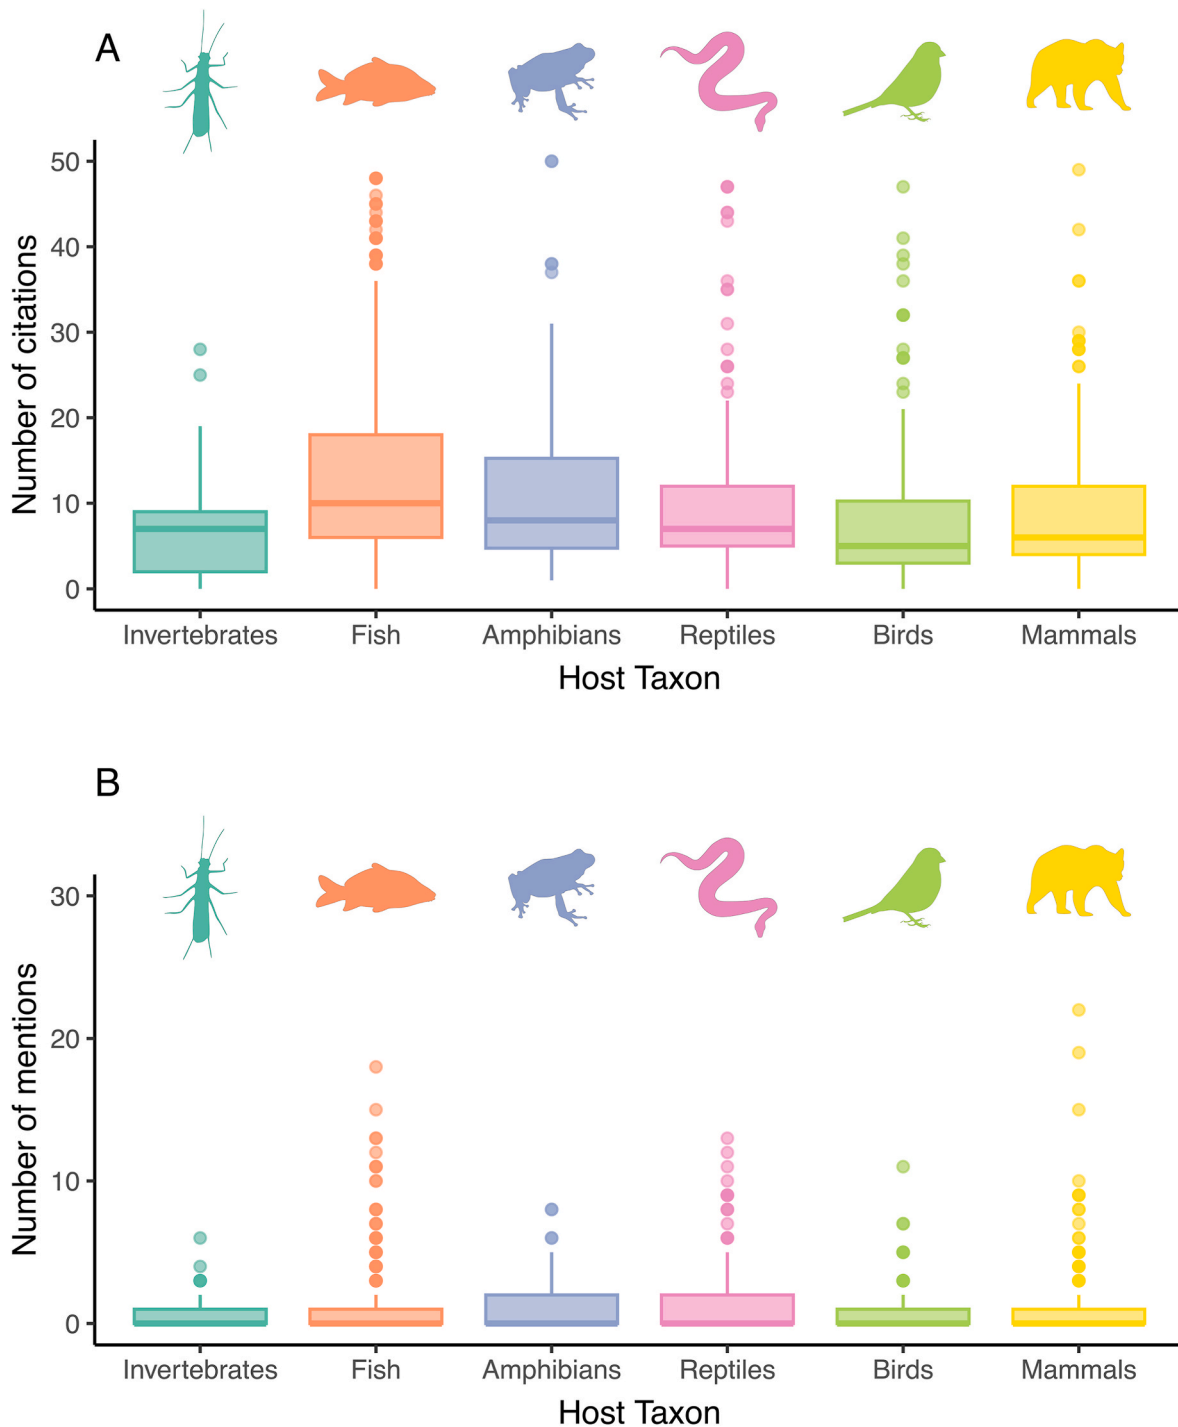 A
50
40
30
20
10
0
Number of citations
Invertebrates Fish Amphibians Reptiles Birds Mammals
Host Taxon
B
30
20
10
0
Number of mentions
Invertebrates Fish Amphibians Reptiles Birds Mammals
Host Taxon